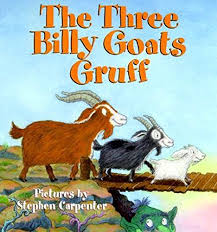 The Three
Billy Goats
Gruff
Pictures by
Stephen Carpenter